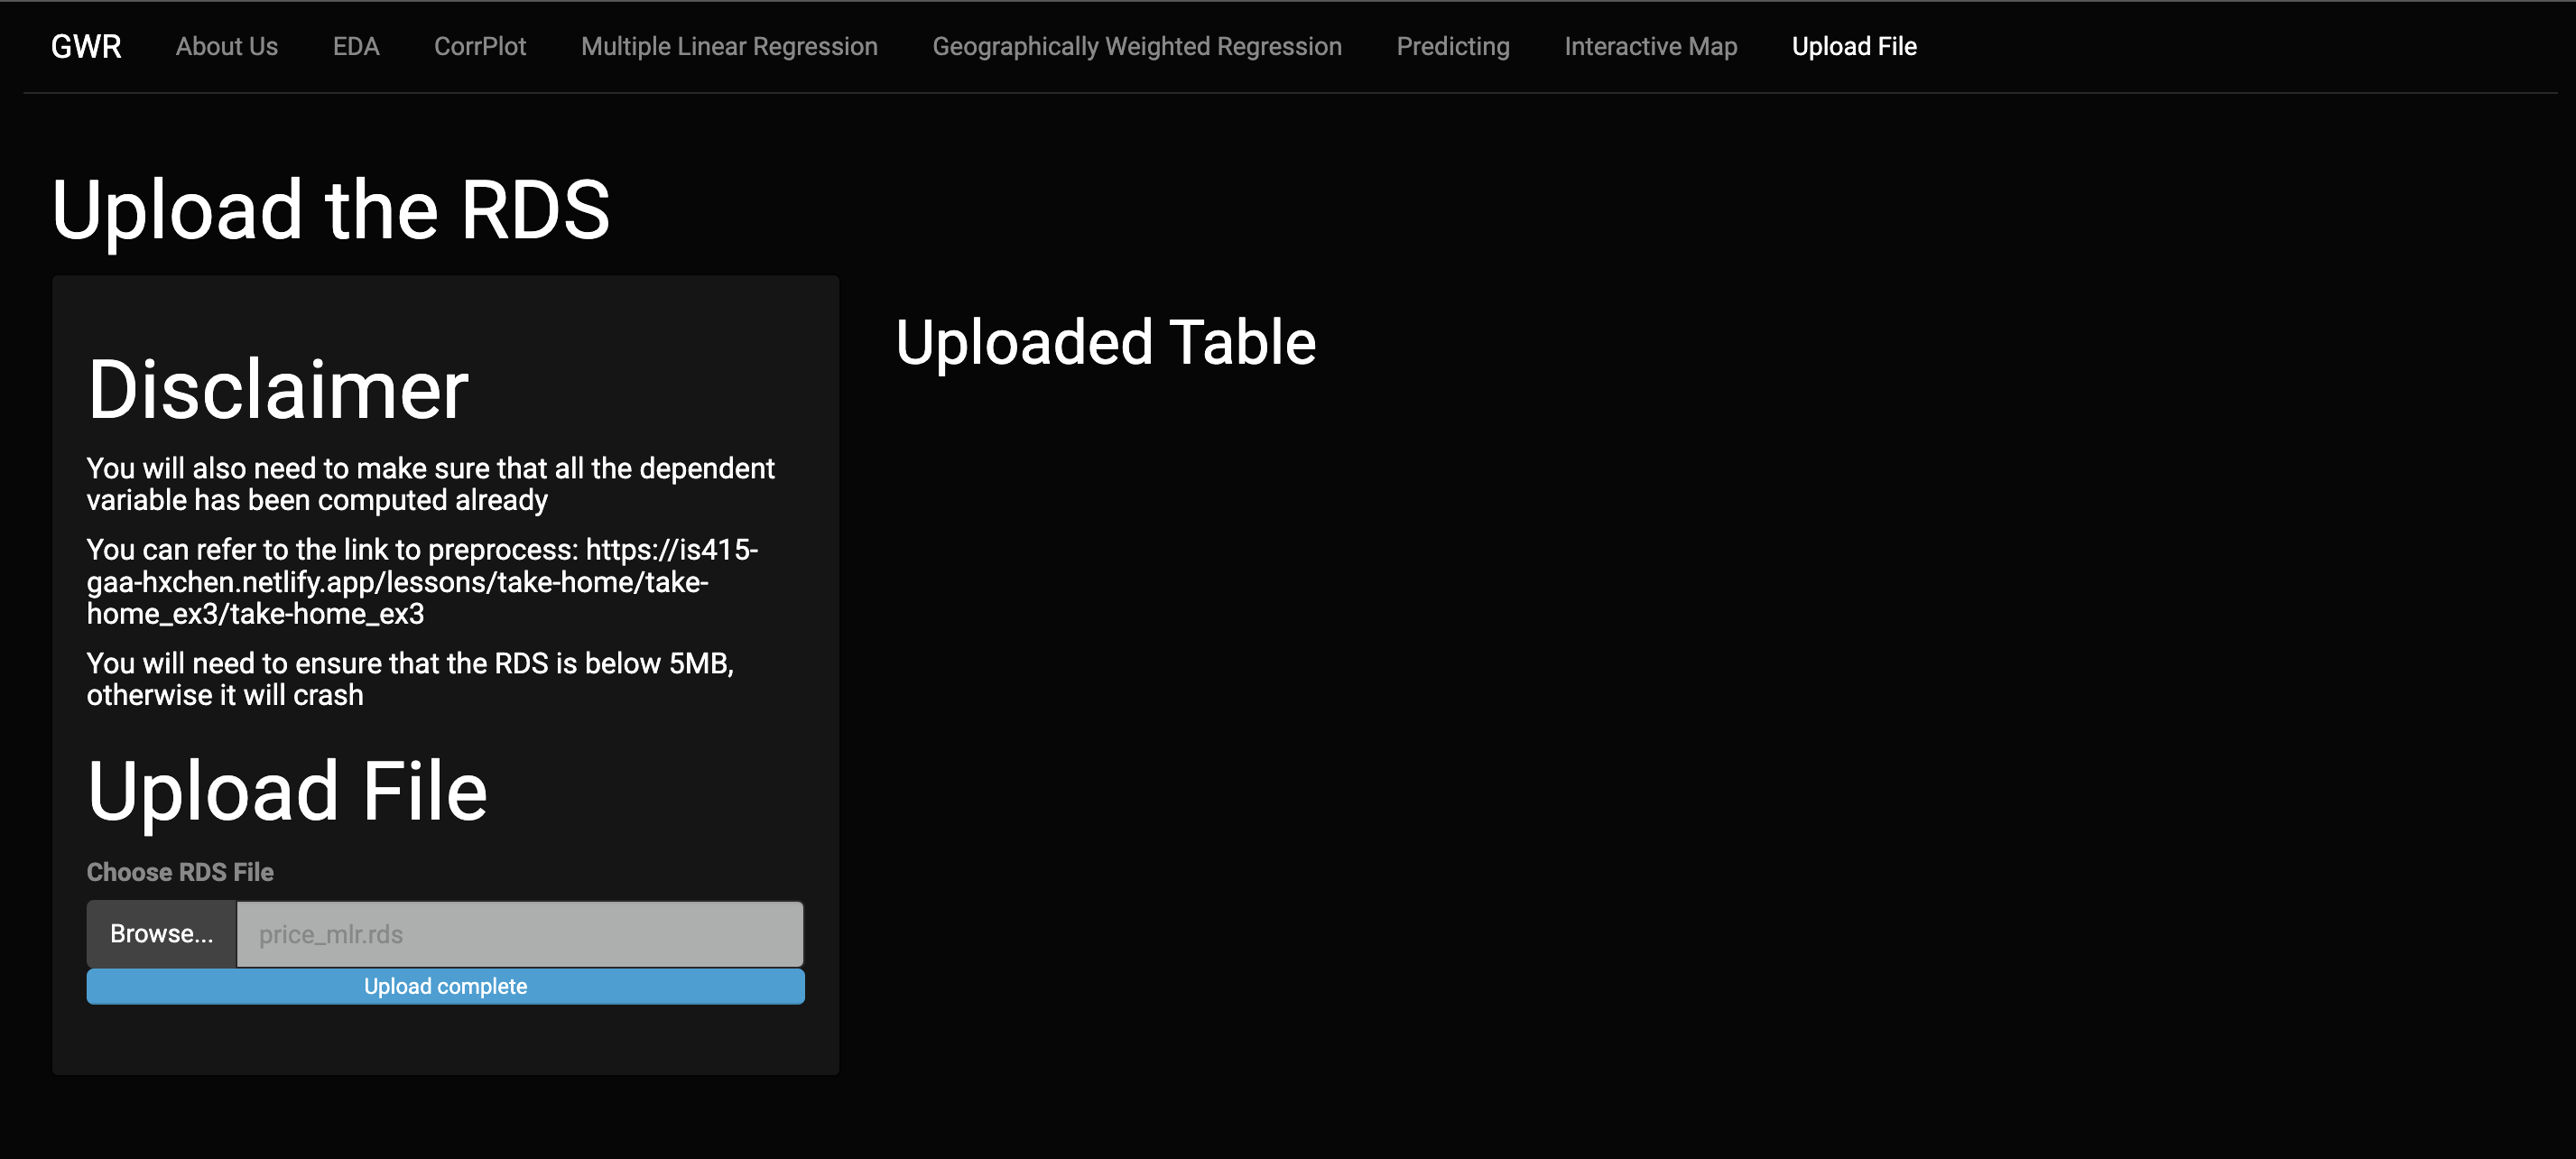 GWR About Us EDA CorrPlot Multiple Linear Regression Geographically Weighted Regression Predicting Interactive Map Upload File
Upload the RDS
Disclaimer
You will also need to make sure that all the dependent
variable has been computed already
You can refer to the link to preprocess: https://is415-
gaa-hxchen.netlify.app/lessons/take-home/take-
home_ex3/take-home_ex3
You will need to ensure that the RDS is below 5MB,
otherwise it will crash
Upload File
Choose RDS File
Browse... price_mlr.rds
Upload complete
Uploaded Table